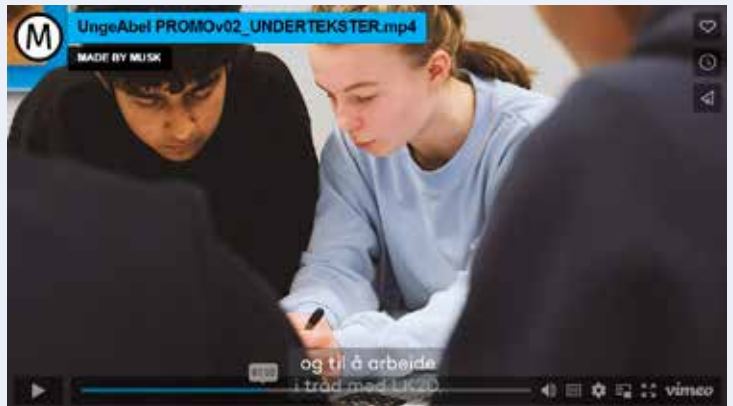 M
UngeAbel PROMOv02_UNDERTEKSTER.mp4
MADE BY MUSK
og til å arbeide
i tråd med LK20.
vimeo